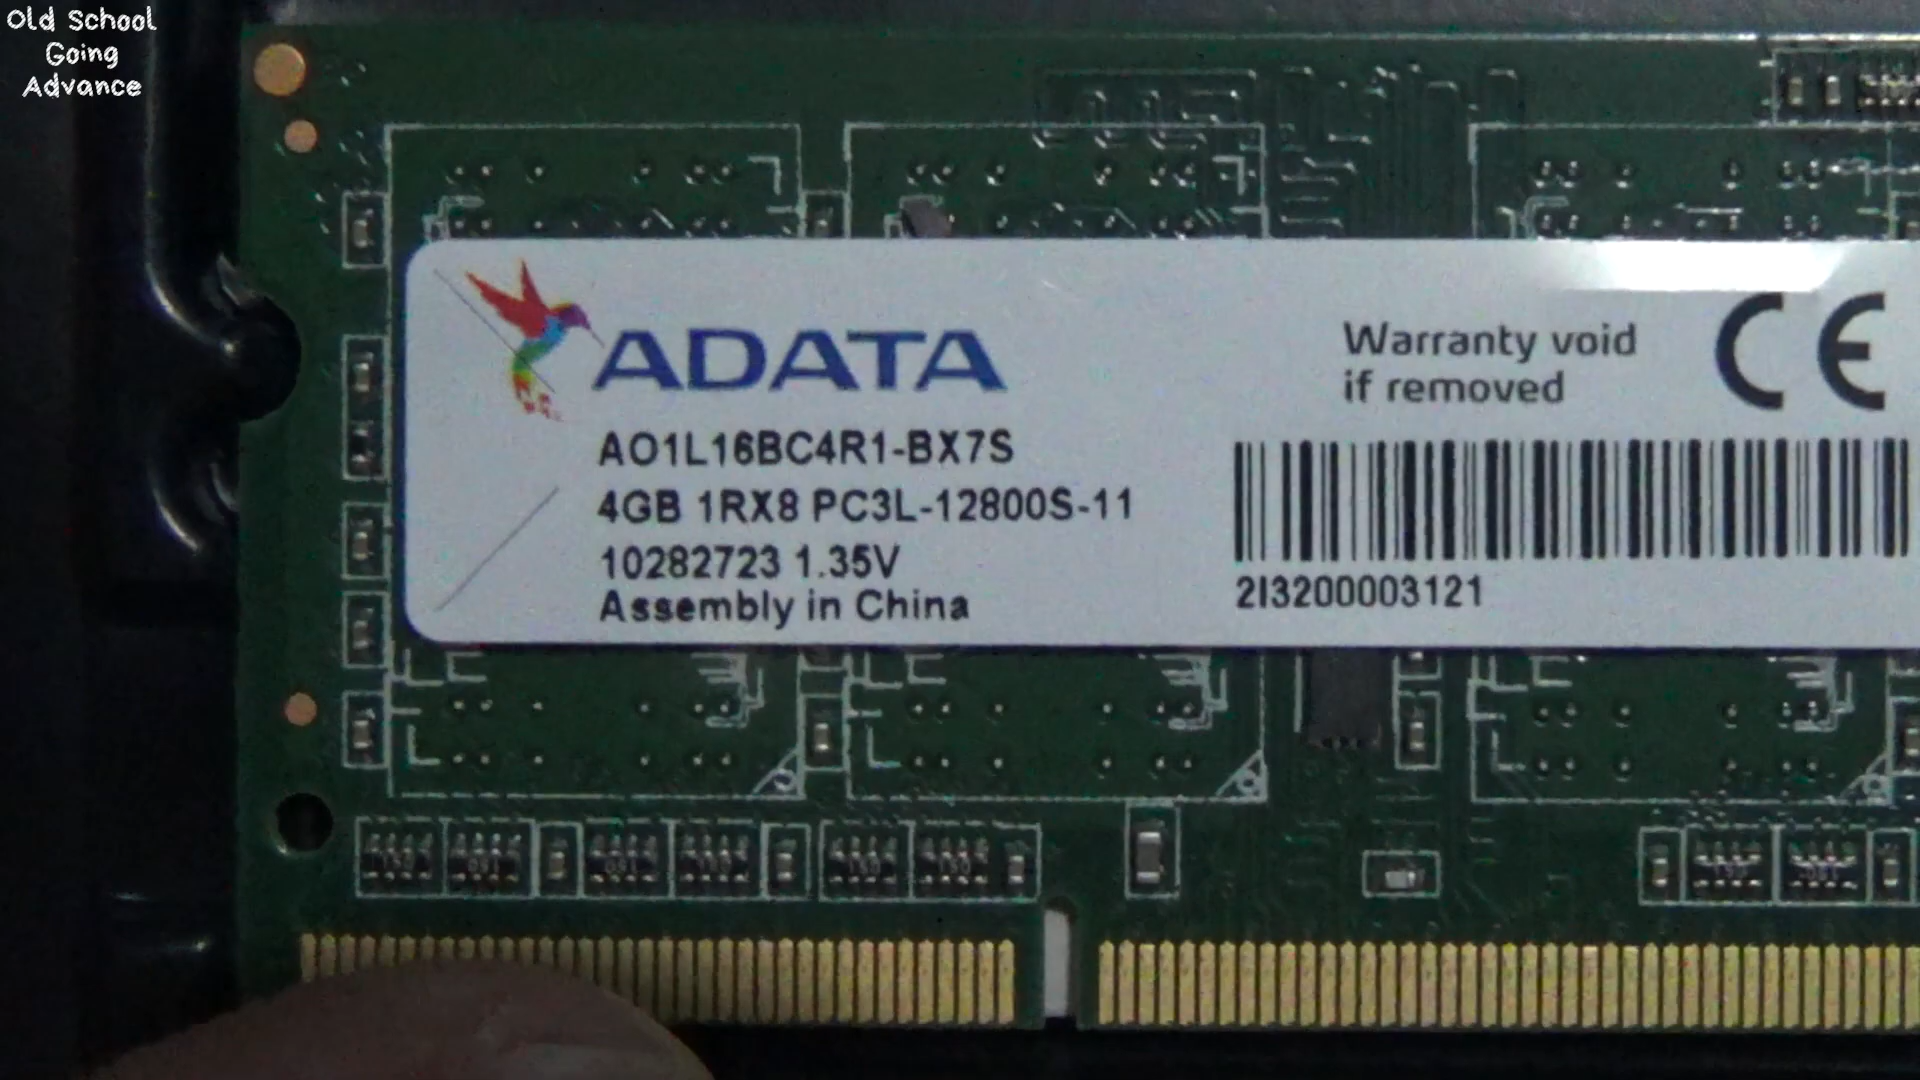 Old School
Going
Advance
ADATA
AO1L16BC4R1-BX7S
4GB 1RX8 PC3L-12800S-11
10282723 1.35V
Assembly in China
Warranty void
if removed
CE
2I3200003121